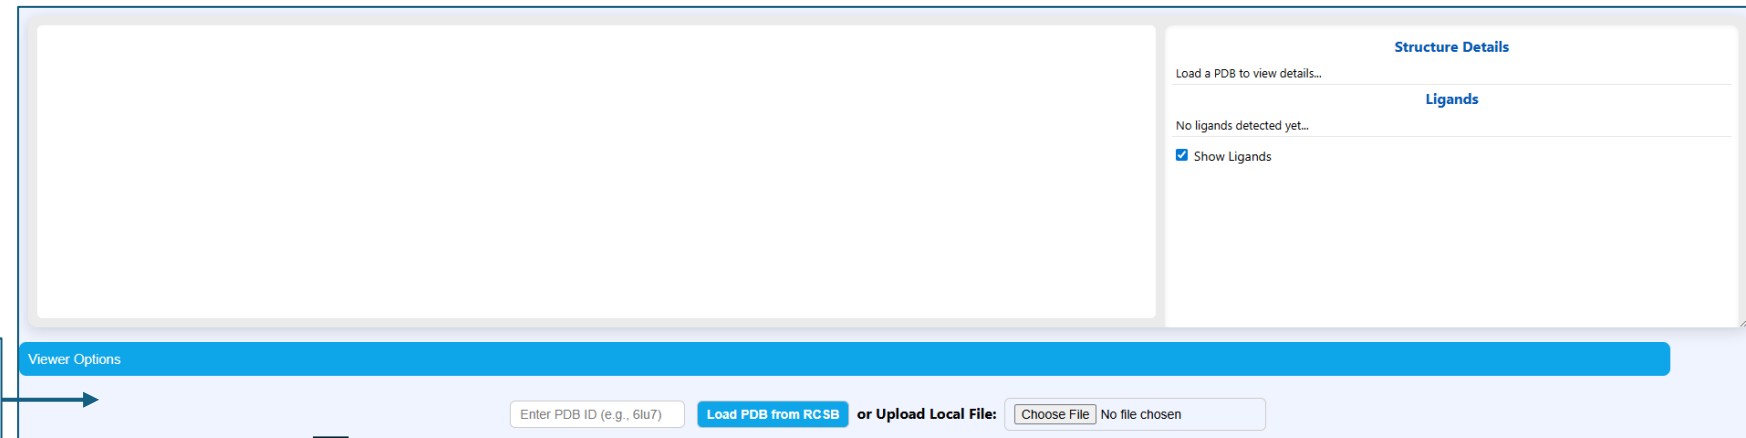 Structure Details
Load a PDB to view details...
Ligands
No ligands detected yet...
Show Ligands
Viewer Options
Enter PDB ID (e.g., 6lu7) Load PDB from RCSB or Upload Local File: Choose File No file chosen